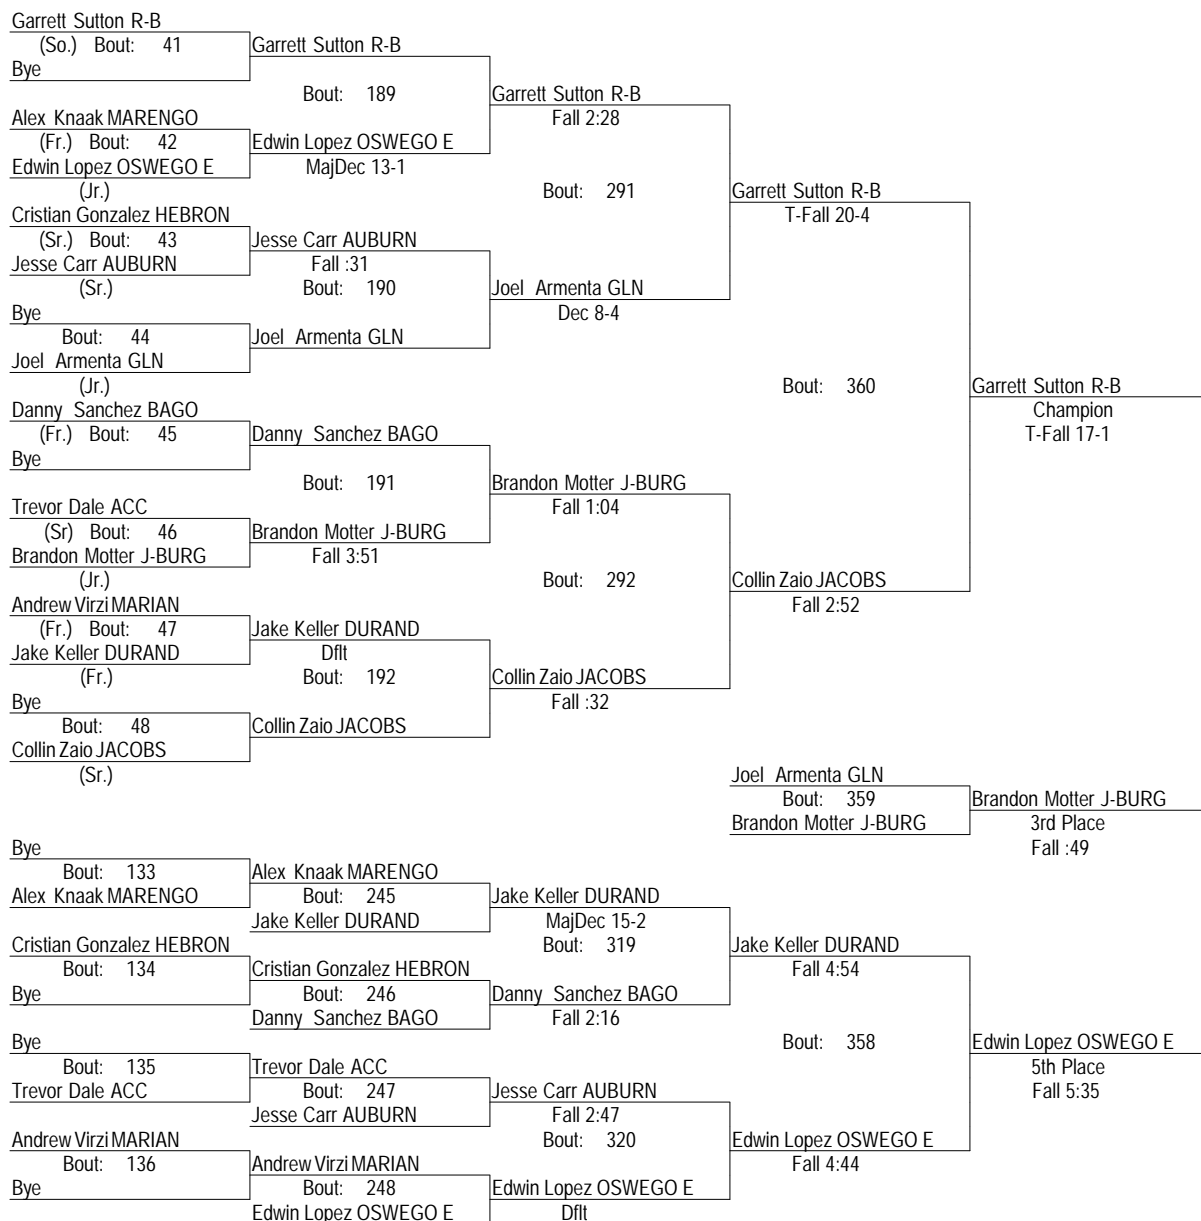 Garrett Sutton R-B
(So.) Bout: 41 Garrett Sutton R-B
Bye
Bout: 189 Garrett Sutton R-B
Alex Knaak MARENGO Fall 2:28
(Fr.) Bout: 42 Edwin Lopez OSWEGO E
Edwin Lopez OSWEGO E MajDec 13-1
(Jr.) Bout: 291 Garrett Sutton R-B
Cristian Gonzalez HEBRON T-Fall 20-4
(Sr.) Bout: 43 Jesse Carr AUBURN
Jesse Carr AUBURN Fall :31
(Sr.) Bout: 190 Joel Armenta GLN
Bye Dec 8-4
Bout: 44 Joel Armenta GLN
Joel Armenta GLN
(Jr.) Bout: 360 Garrett Sutton R-B
Danny Sanchez BAGO Champion
(Fr.) Bout: 45 Danny Sanchez BAGO T-Fall 17-1
Bye
Bout: 191 Brandon Motter J-BURG
Trevor Dale ACC Fall 1:04
(Sr) Bout: 46 Brandon Motter J-BURG
Brandon Motter J-BURG Fall 3:51
(Jr.) Bout: 292 Collin Zaio JACOBS
Andrew Virzi MARIAN Fall 2:52
(Fr.) Bout: 47 Jake Keller DURAND
Jake Keller DURAND Dflt
(Fr.) Bout: 192 Collin Zaio JACOBS
Bye Fall :32
Bout: 48 Collin Zaio JACOBS
Collin Zaio JACOBS
(Sr.) Joel Armenta GLN
Bout: 359 Brandon Motter J-BURG
Brandon Motter J-BURG 3rd Place
Bye Fall :49
Bout: 133 Alex Knaak MARENGO
Alex Knaak MARENGO Bout: 245 Jake Keller DURAND
Jake Keller DURAND MajDec 15-2
Cristian Gonzalez HEBRON Bout: 319 Jake Keller DURAND
Bout: 134 Cristian Gonzalez HEBRON Fall 4:54
Bye Bout: 246 Danny Sanchez BAGO
Danny Sanchez BAGO Fall 2:16
Bye Bout: 358 Edwin Lopez OSWEGO E
Bout: 135 Trevor Dale ACC 5th Place
Trevor Dale ACC Bout: 247 Jesse Carr AUBURN Fall 5:35
Jesse Carr AUBURN Fall 2:47
Andrew Virzi MARIAN Bout: 320 Edwin Lopez OSWEGO E
Bout: 136 Andrew Virzi MARIAN Fall 4:44
Bye Bout: 248 Edwin Lopez OSWEGO E
Edwin Lopez OSWEGO E Dflt